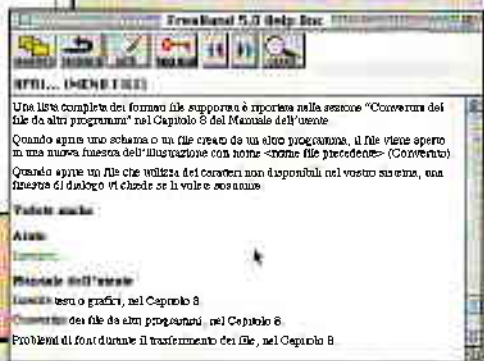 FreeHand 5.0 Help Doc
APRI... (MENU FILE)
Una lista completa dei formati file supportati è riportata nella sezione "Conversione dei
file da altri programmi" nel Capitolo 8 del Manuale dell'utente
Quando aprite uno schema o un file creato da un altro programma, il file viene aperto
in una nuova finestra dell'illustrazione con nome <nome file precedente> (Convertito)
Quando aprite un file che utilizza dei caratteri non disponibili nel vostro sistema, una
finestra di dialogo vi chiede se li volete sostituire
Vedete anche
Aiuto
Manuale dell'utente
testo o grafici, nel Capitolo 8
dei file da altri programmi, nel Capitolo 8
Problemi di font durante il trasferimento dei file, nel Capitolo 8